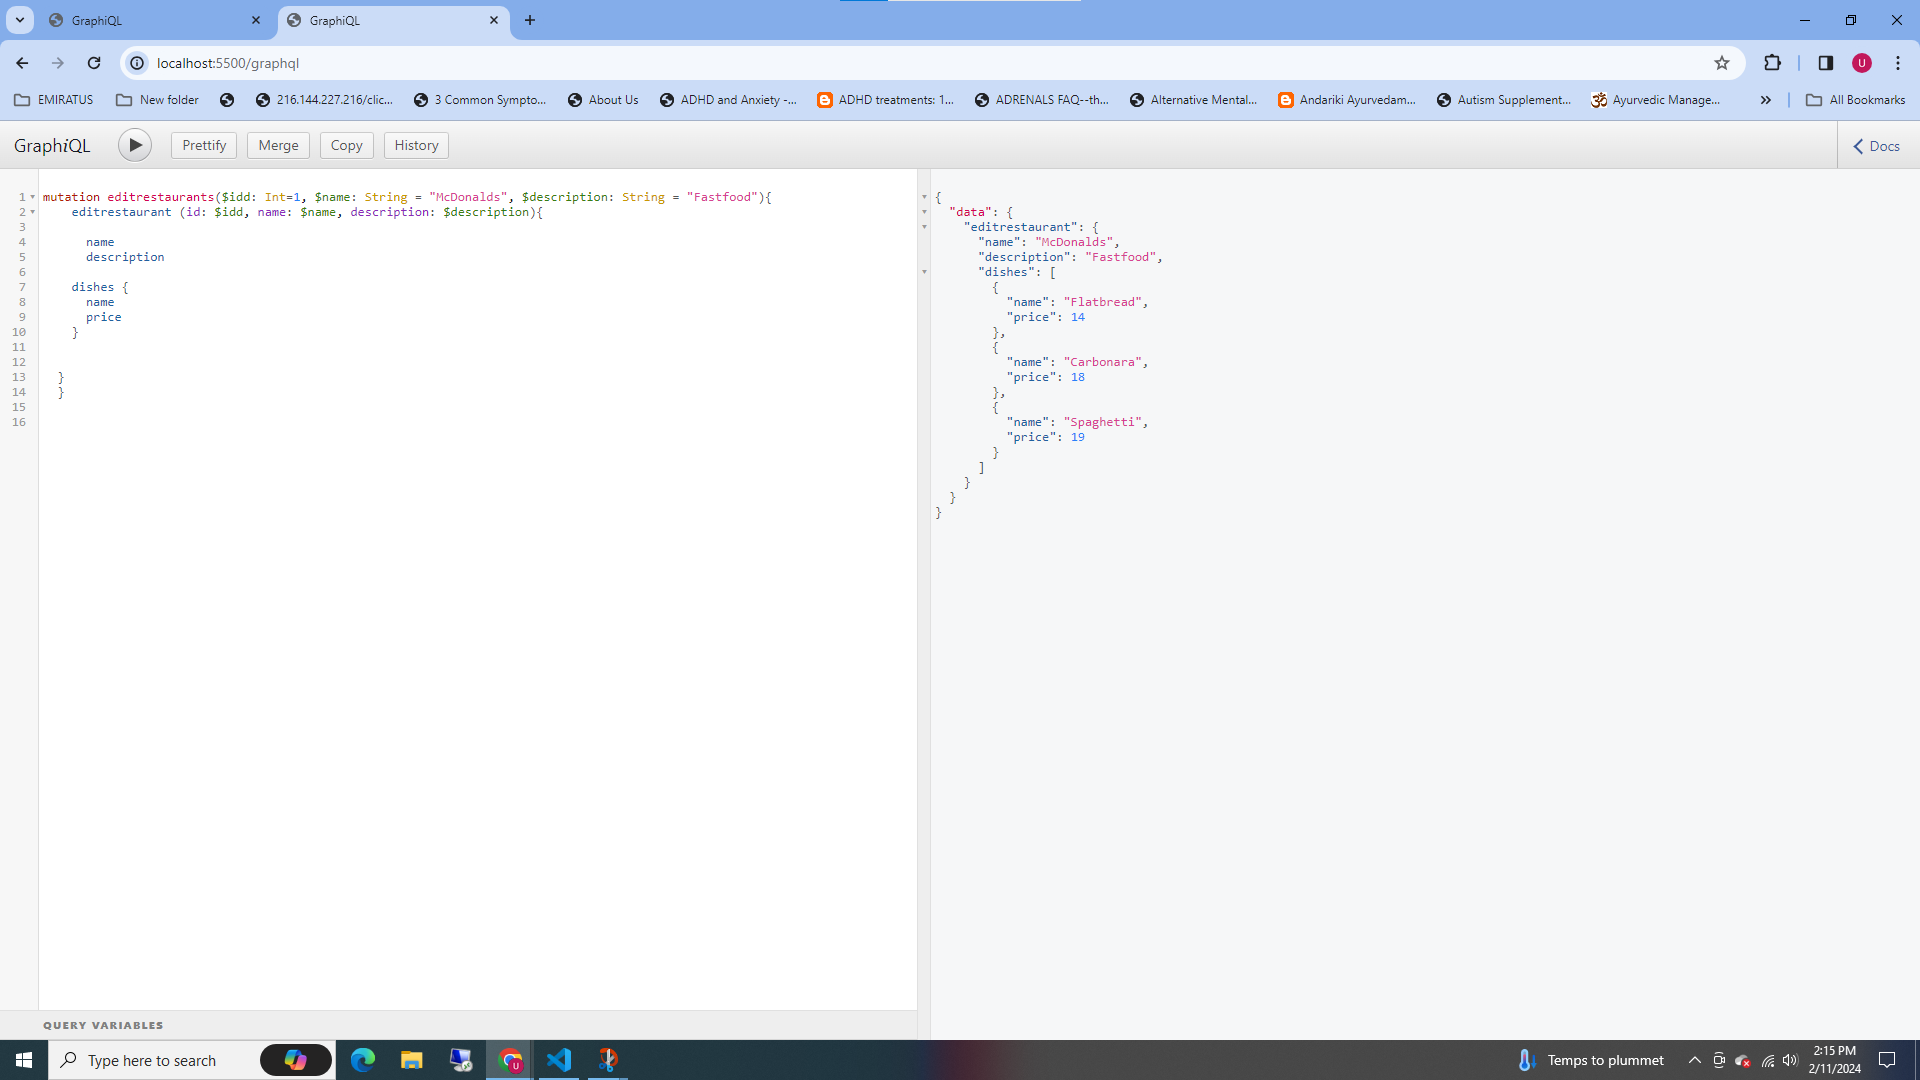 GraphiQL
GraphiQL
localhost:5500/graphql
U
EMIRATUS
New folder
216.144.227.216/clic...
3 Common Sympto...
About Us
ADHD and Anxiety -...
ADHD treatments: 1...
ADRENALS FAQ--th...
Alternative Mental...
Andariki Ayurvedam...
Autism Supplement...
Ayurvedic Manage...
All Bookmarks
GraphiQL
Prettify
Merge
Copy
History
Docs
1 mutation editrestaurants($idd: Int=1, $name: String = "McDonalds", $description: String = "Fastfood"){
2 editrestaurant (id: $idd, name: $name, description: $description){
3
4 name
5 description
6
7 dishes {
8 name
9 price
10 }
11
12
13 }
14 }
15
16
{
"data": {
"editrestaurant": {
"name": "McDonalds",
"description": "Fastfood",
"dishes": [
{
"name": "Flatbread",
"price": 14
},
{
"name": "Carbonara",
"price": 18
},
{
"name": "Spaghetti",
"price": 19
}
]
}
}
}
QUERY VARIABLES
Type here to search
U
Temps to plummet
2:15 PM
2/11/2024